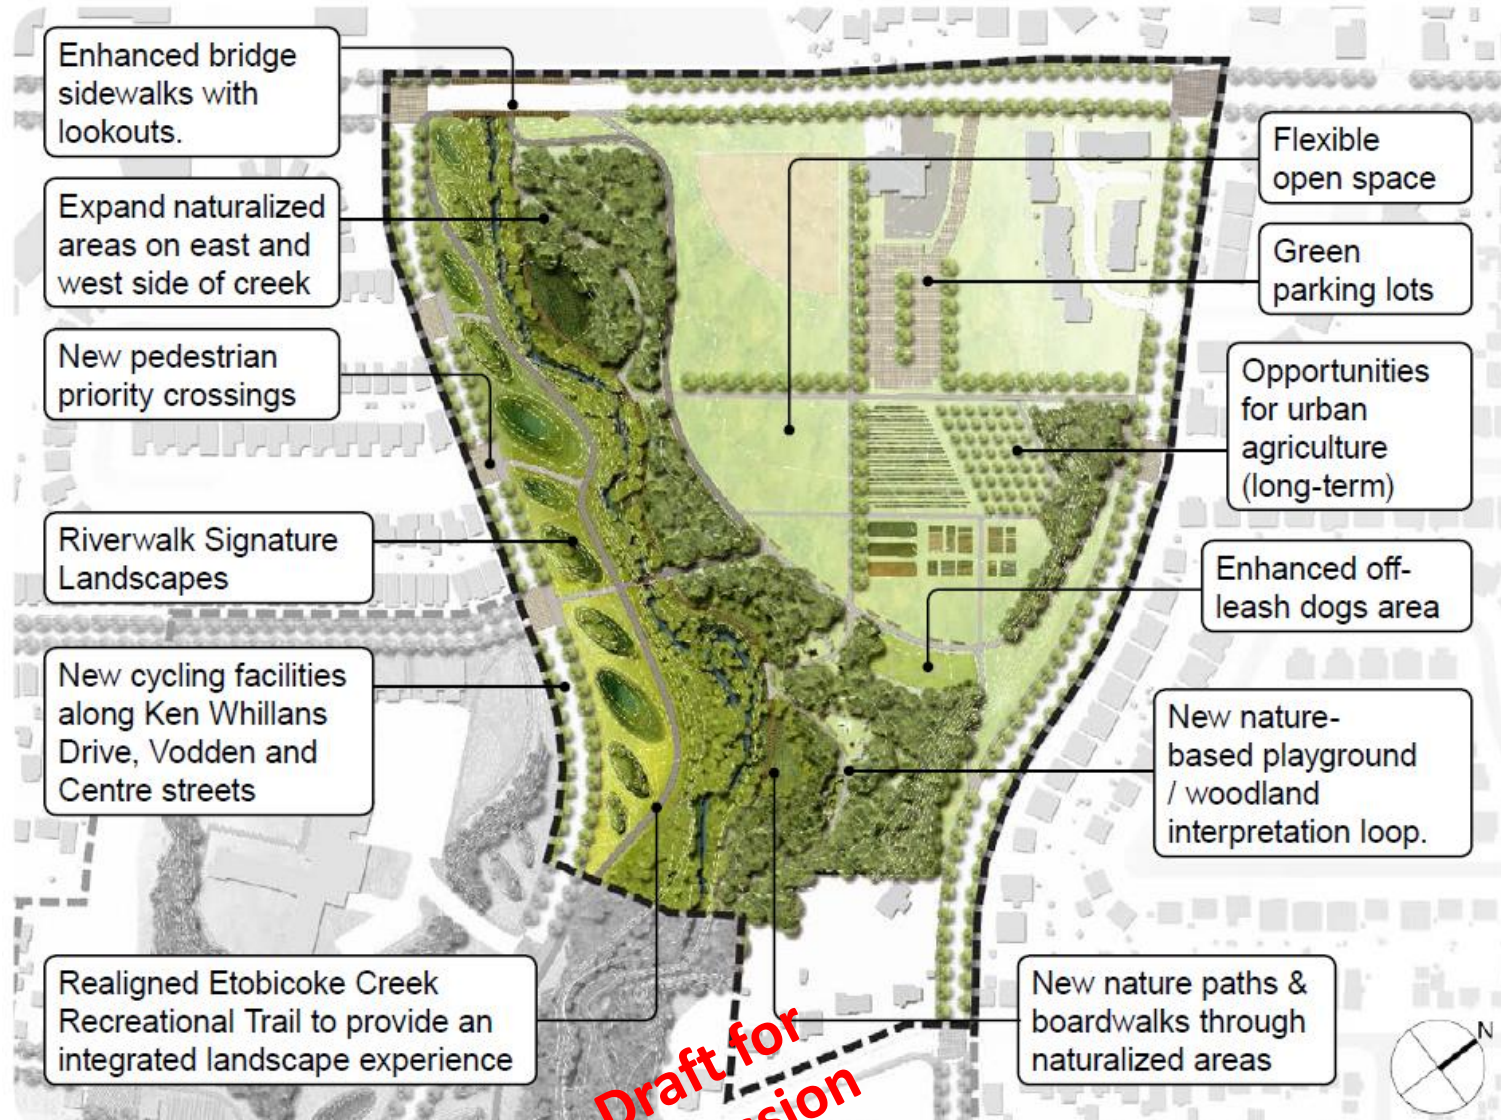 Enhanced bridge
sidewalks with
lookouts.
Expand naturalized
areas on east and
west side of creek
New pedestrian
priority crossings
Riverwalk Signature
Landscapes
New cycling facilities
along Ken Whillans
Drive, Vodden and
Centre streets
Realigned Etobicoke Creek
Recreational Trail to provide an
integrated landscape experience
Flexible
open space
Green
parking lots
Opportunities
for urban
agriculture
(long-term)
Enhanced off-
leash dogs area
New nature-
based playground
/ woodland
interpretation loop.
New nature paths &
boardwalks through
naturalized areas
N
Draft for